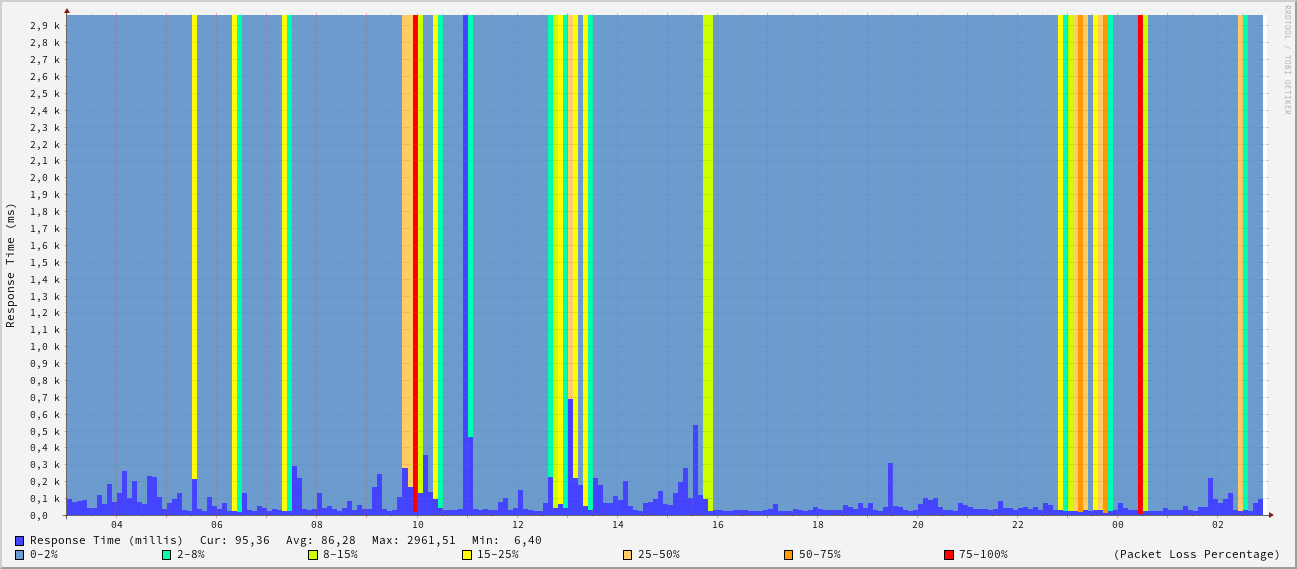 RRDTOOL / TOBI OETIKER
Response Time (ms)
2,9 k
2,8 k
2,7 k
2,6 k
2,5 k
2,4 k
2,3 k
2,2 k
2,1 k
2,0 k
1,9 k
1,8 k
1,7 k
1,6 k
1,5 k
1,4 k
1,3 k
1,2 k
1,1 k
1,0 k
0,9 k
0,8 k
0,7 k
0,6 k
0,5 k
0,4 k
0,3 k
0,2 k
0,1 k
0,0
04 06 08 10 12 14 16 18 20 22 00 02
Response Time (millis) Cur: 95,36 Avg: 86,28 Max: 2961,51 Min: 6,40
0-2% 2-8% 8-15% 15-25% 25-50% 50-75% 75-100% (Packet Loss Percentage)